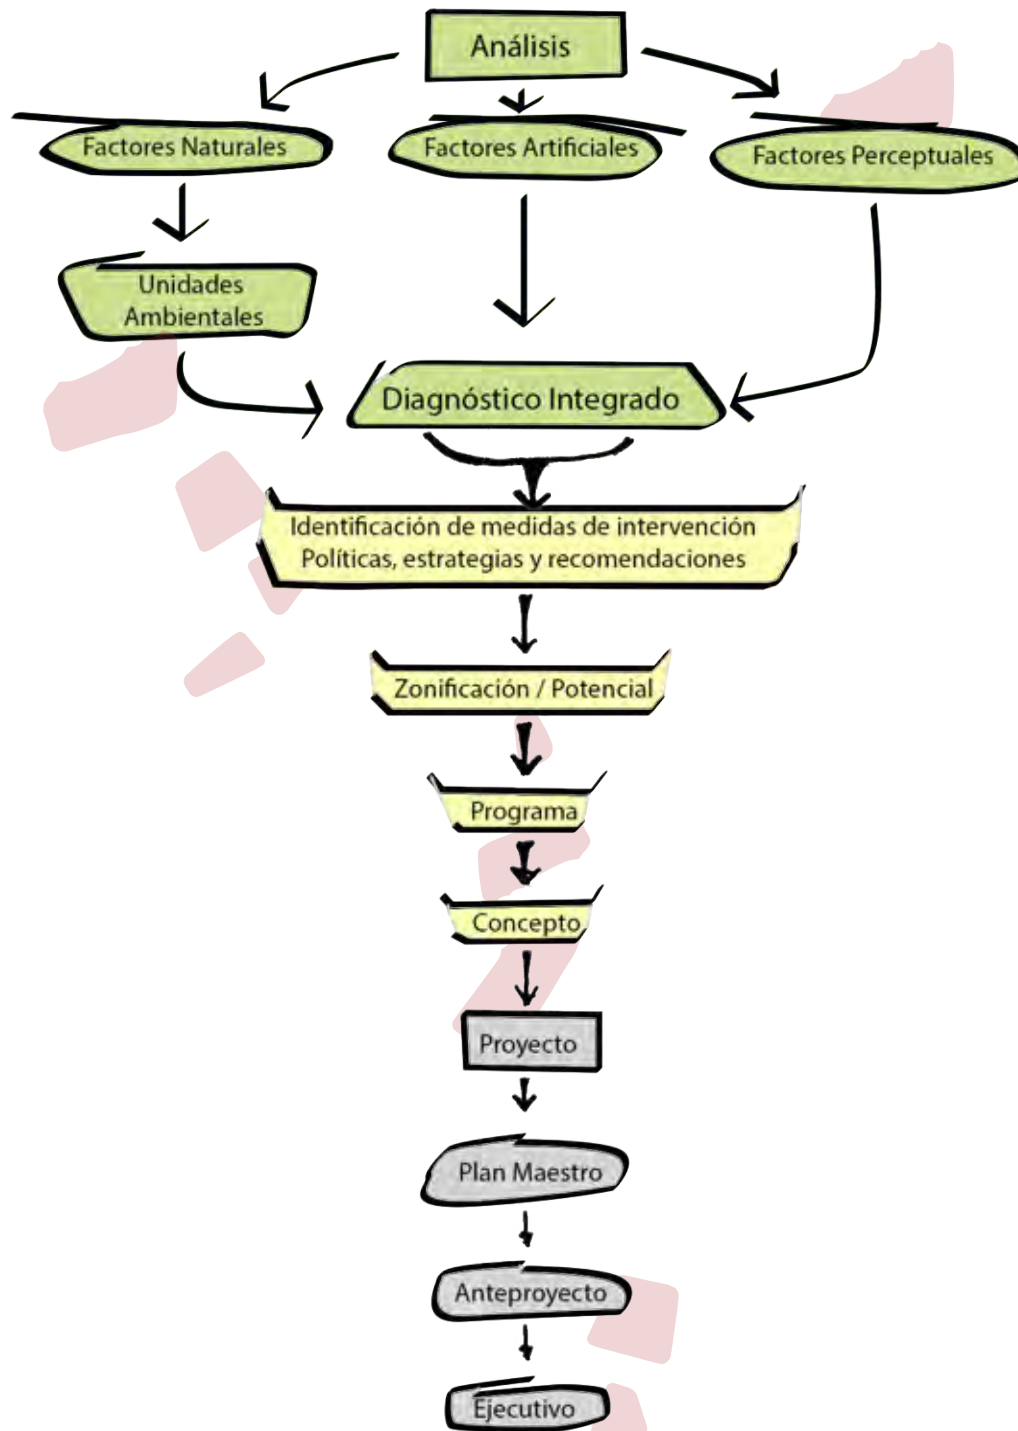 Análisis
Factores Naturales
Factores Artificiales
Factores Perceptuales
Unidades
Ambientales
Diagnóstico Integrado
Identificación de medidas de intervención
Políticas, estrategias y recomendaciones
Zonificación / Potencial
Programa
Concepto
Proyecto
Plan Maestro
Anteproyecto
Ejecutivo